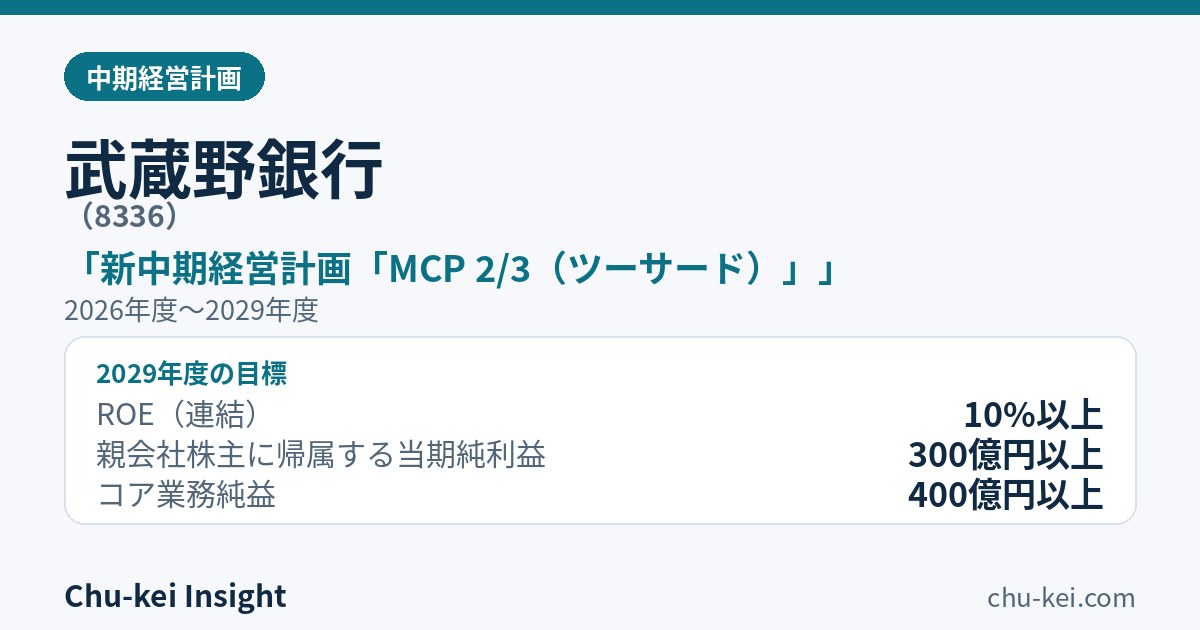 中期経営計画
武蔵野銀行
（8336）
「新中期経営計画「MCP 2/3（ツーサード）」」
2026年度～2029年度
2029年度の目標
ROE（連結） 10%以上
親会社株主に帰属する当期純利益 300億円以上
コア業務純益 400億円以上
Chu-kei Insight chu-kei.com